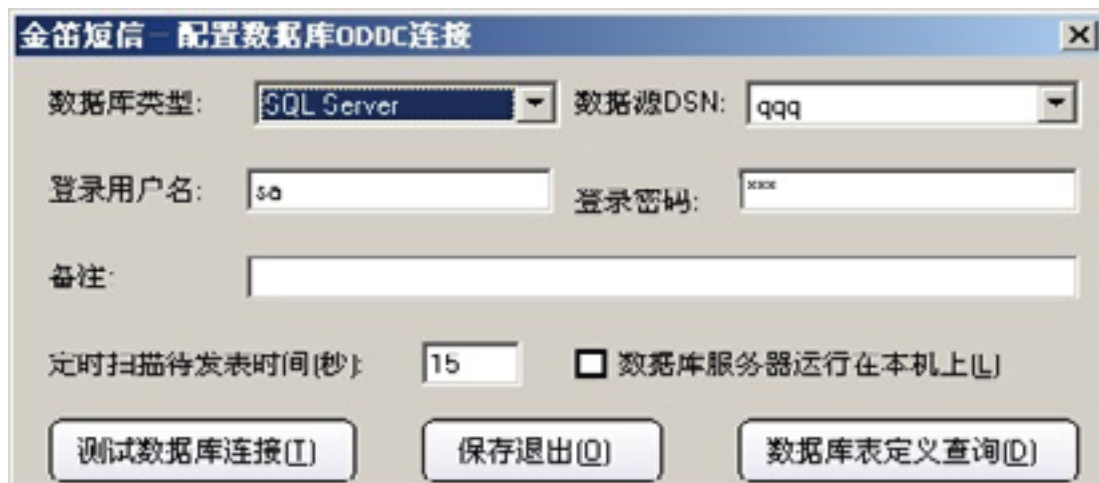 金笛短信－配置数据库ODBC连接
数据库类型: SQL Server 数据源DSN: qqq
登录用户名: sa 登录密码: ***
备注:
定时扫描待发表时间(秒): 15 数据库服务器运行在本机上(L)
测试数据库连接(T) 保存退出(O) 数据库表定义查询(D)